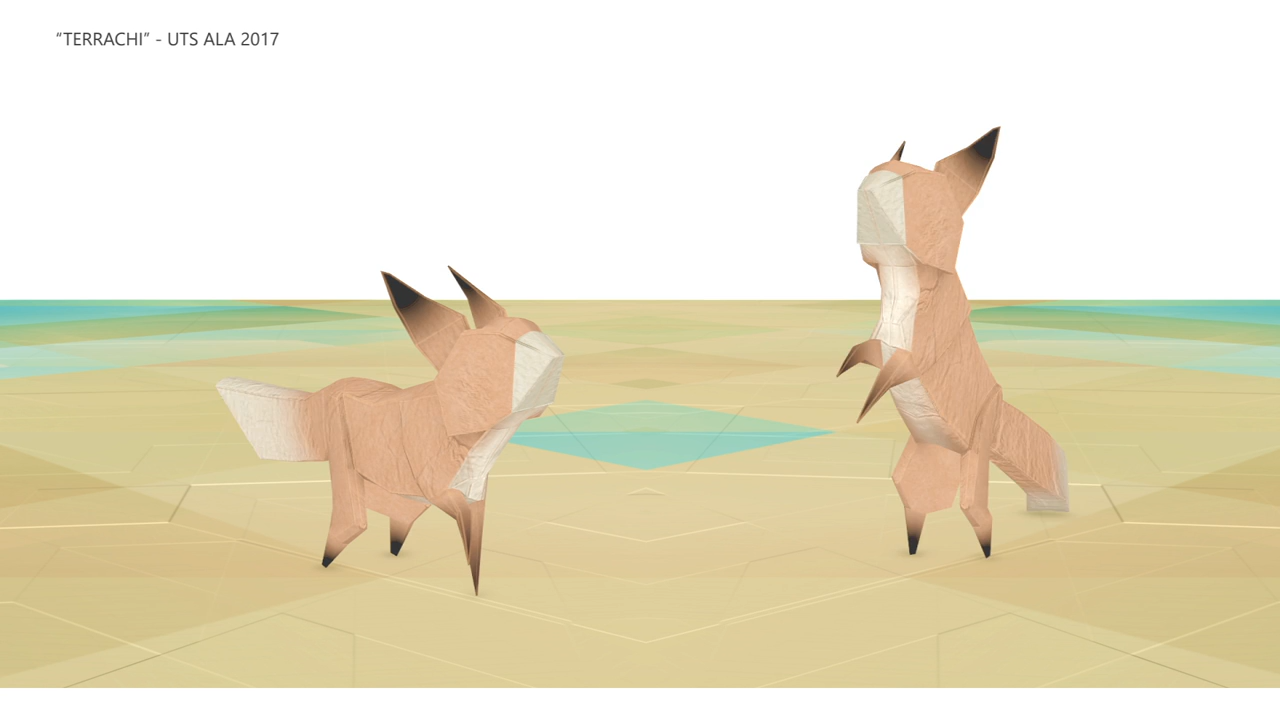 “TERRACHI” - UTS ALA 2017